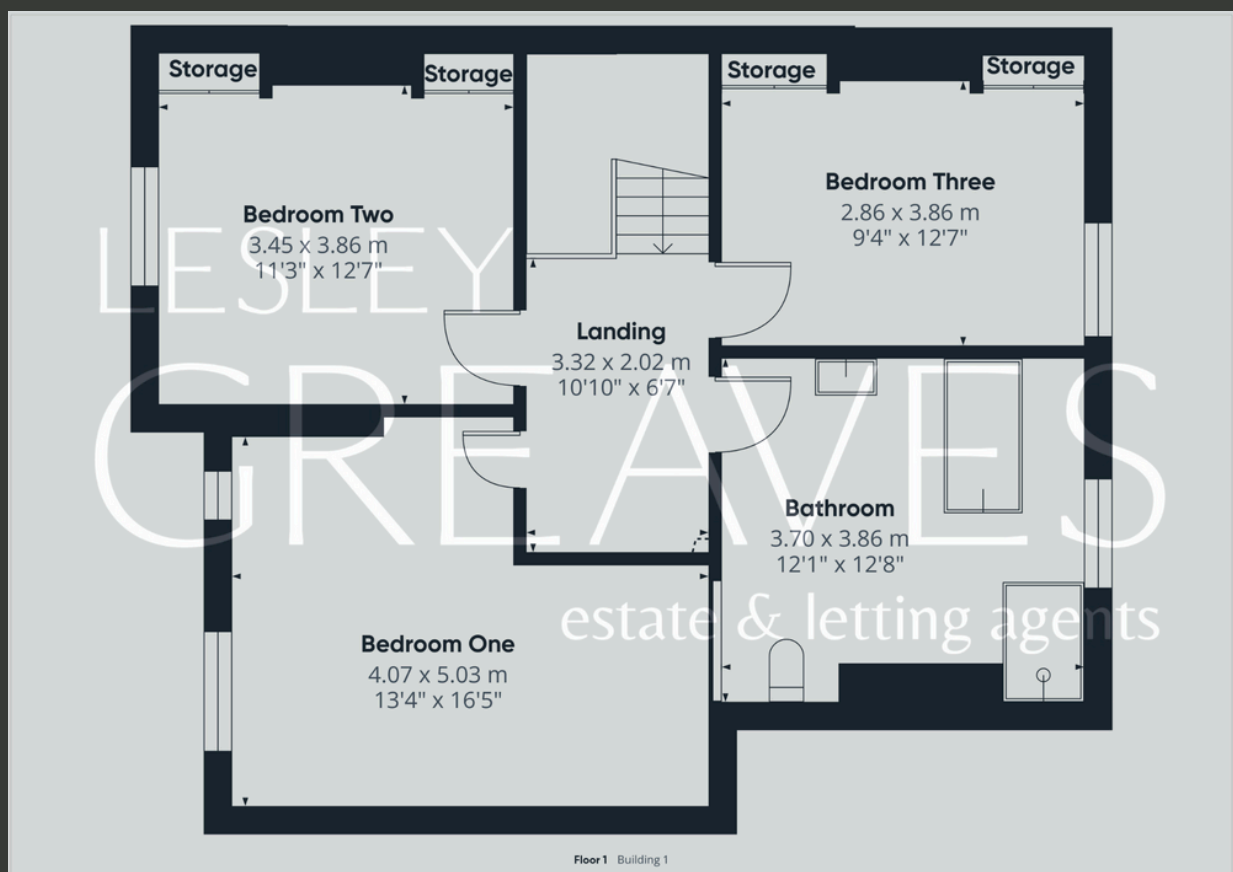 Storage
Storage
Storage
Storage
Bedroom Two
3.45 x 3.86 m
11'3" x 12'7"
Bedroom Three
2.86 x 3.86 m
9'4" x 12'7"
Landing
3.32 x 2.02 m
10'10" x 6'7"
Bathroom
3.70 x 3.86 m
12'1" x 12'8"
Bedroom One
4.07 x 5.03 m
13'4" x 16'5"
LESLEY
GREAVES
estate & letting agents
Floor 1 Building 1